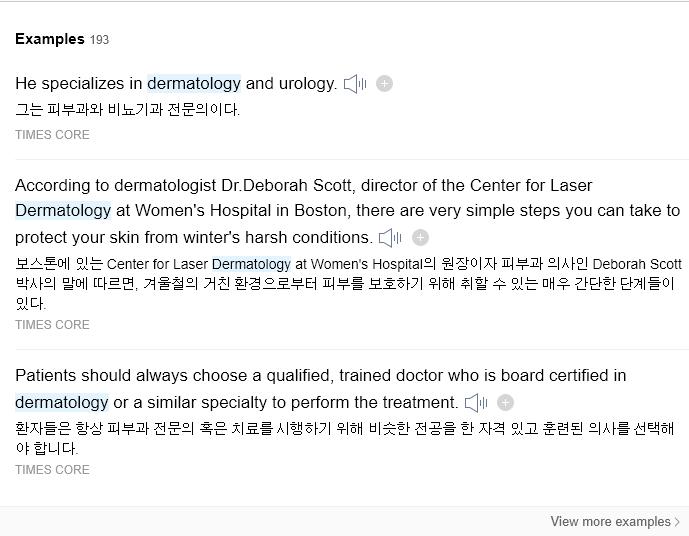 Examples 193
He specializes in dermatology and urology.
그는 피부과와 비뇨기과 전문의이다.
TIMES CORE
According to dermatologist Dr.Deborah Scott, director of the Center for Laser
Dermatology at Women's Hospital in Boston, there are very simple steps you can take to
protect your skin from winter's harsh conditions.
보스톤에 있는 Center for Laser Dermatology at Women's Hospital의 원장이자 피부과 의사인 Deborah Scott
박사의 말에 따르면, 겨울철의 거친 환경으로부터 피부를 보호하기 위해 취할 수 있는 매우 간단한 단계들이
있다.
TIMES CORE
Patients should always choose a qualified, trained doctor who is board certified in
dermatology or a similar specialty to perform the treatment.
환자들은 항상 피부과 전문의 혹은 치료를 시행하기 위해 비슷한 전공을 한 자격 있고 훈련된 의사를 선택해
야 합니다.
TIMES CORE
View more examples